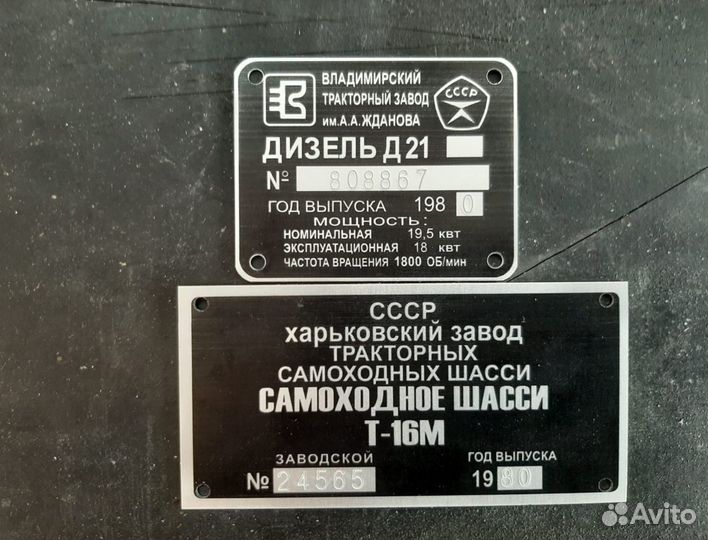 ВЛАДИМИРСКИЙ
ТРАКТОРНЫЙ ЗАВОД
им.А.А.ЖДАНОВА
СССР
ДИЗЕЛЬ Д21
№ 808867
ГОД ВЫПУСКА 1980
МОЩНОСТЬ:
НОМИНАЛЬНАЯ 19,5 квт
ЭКСПЛУАТАЦИОННАЯ 18 квт
ЧАСТОТА ВРАЩЕНИЯ 1800 ОБ/мин
СССР
ХАРЬКОВСКИЙ ЗАВОД
ТРАКТОРНЫХ
САМОХОДНЫХ ШАССИ
САМОХОДНОЕ ШАССИ
Т-16М
ЗАВОДСКОЙ ГОД ВЫПУСКА
№ 24565 1980
Avito